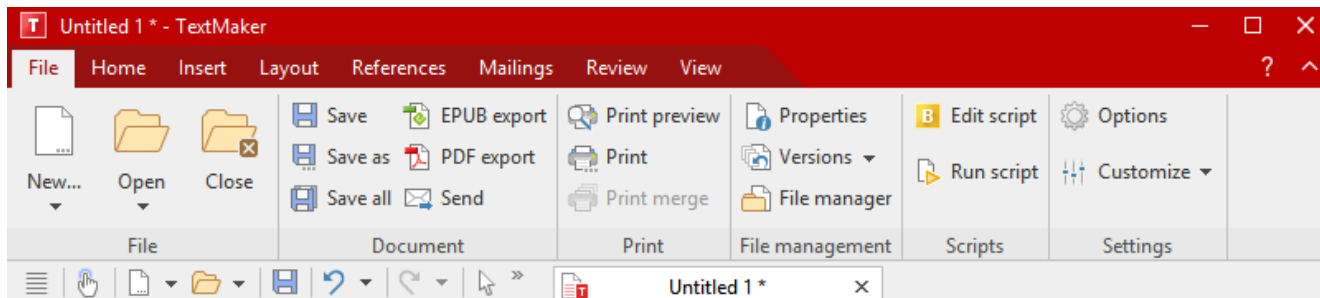 T Untitled 1 * - TextMaker
File Home Insert Layout References Mailings Review View ?
Save EPUB export Print preview Properties B Edit script Options
Save as PDF export Print Versions
New... Open Close Run script Customize
Save all Send Print merge File manager
File Document Print File management Scripts Settings
» T Untitled 1 *